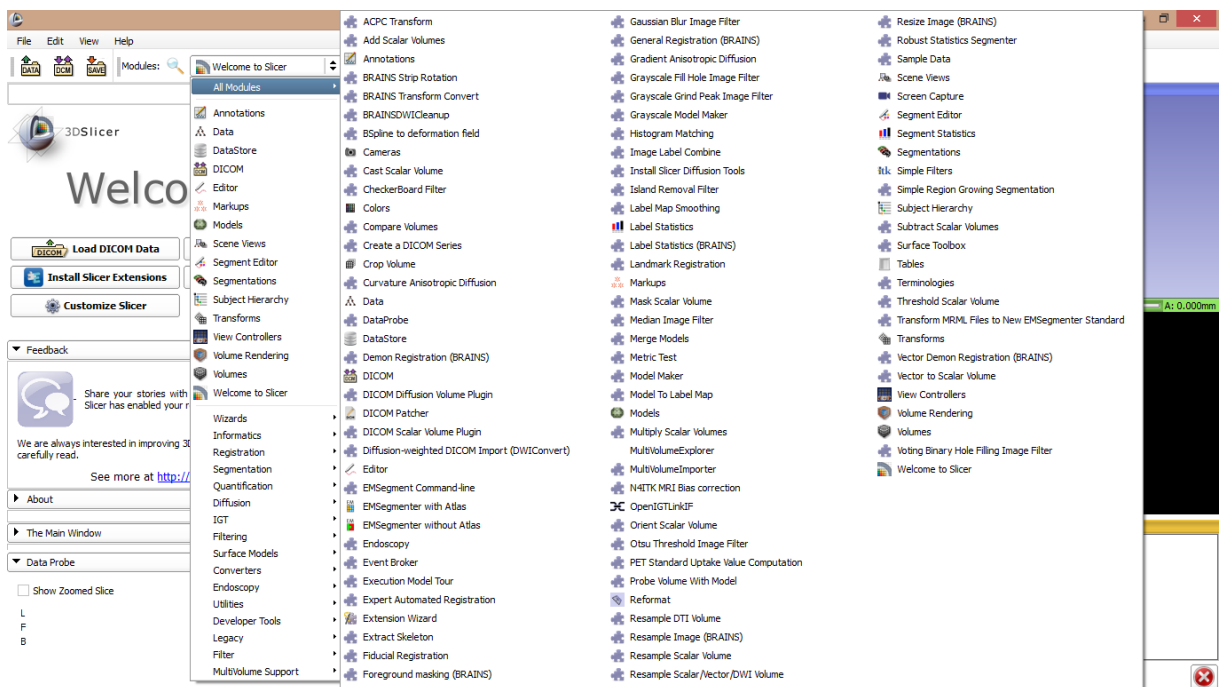 File Edit View Help
DATA DCM SAVE Modules: Welcome to Slicer
3DSlicer
Welco
DICOM Load DICOM Data
Install Slicer Extensions
Customize Slicer
Feedback
Share your stories with
Slicer has enabled your r
We are always interested in improving 3D
carefully read.
See more at http://
About
The Main Window
Data Probe
Show Zoomed Slice
L
F
B
All Modules
Annotations
Data
DataStore
DICOM
Editor
Markups
Models
Scene Views
Segment Editor
Segmentations
Subject Hierarchy
Transforms
View Controllers
Volume Rendering
Volumes
Welcome to Slicer
Wizards
Informatics
Registration
Segmentation
Quantification
Diffusion
IGT
Filtering
Surface Models
Converters
Endoscopy
Utilities
Developer Tools
Legacy
Filter
MultiVolume Support
ACPC Transform
Add Scalar Volumes
Annotations
BRAINS Strip Rotation
BRAINS Transform Convert
BRAINSDWICleanup
BSpline to deformation field
Cameras
Cast Scalar Volume
CheckerBoard Filter
Colors
Compare Volumes
Create a DICOM Series
Crop Volume
Curvature Anisotropic Diffusion
Data
DataProbe
DataStore
Demon Registration (BRAINS)
DICOM
DICOM Diffusion Volume Plugin
DICOM Patcher
DICOM Scalar Volume Plugin
Diffusion-weighted DICOM Import (DWIConvert)
Editor
EMSegment Command-line
EMSegmenter with Atlas
EMSegmenter without Atlas
Endoscopy
Event Broker
Execution Model Tour
Expert Automated Registration
Extension Wizard
Extract Skeleton
Fiducial Registration
Foreground masking (BRAINS)
Gaussian Blur Image Filter
General Registration (BRAINS)
Gradient Anisotropic Diffusion
Grayscale Fill Hole Image Filter
Grayscale Grind Peak Image Filter
Grayscale Model Maker
Histogram Matching
Image Label Combine
Install Slicer Diffusion Tools
Island Removal Filter
Label Map Smoothing
Label Statistics
Label Statistics (BRAINS)
Landmark Registration
Markups
Mask Scalar Volume
Median Image Filter
Merge Models
Metric Test
Model Maker
Model To Label Map
Models
Multiply Scalar Volumes
MultiVolumeExplorer
MultiVolumeImporter
N4ITK MRI Bias correction
OpenIGTLinkIF
Orient Scalar Volume
Otsu Threshold Image Filter
PET Standard Uptake Value Computation
Probe Volume With Model
Reformat
Resample DTI Volume
Resample Image (BRAINS)
Resample Scalar Volume
Resample Scalar/Vector/DWI Volume
Resize Image (BRAINS)
Robust Statistics Segmenter
Sample Data
Scene Views
Screen Capture
Segment Editor
Segment Statistics
Segmentations
itk Simple Filters
Simple Region Growing Segmentation
Subject Hierarchy
Subtract Scalar Volumes
Surface Toolbox
Tables
Terminologies
Threshold Scalar Volume
Transform MRML Files to New EMSegmenter Standard
Transforms
Vector Demon Registration (BRAINS)
Vector to Scalar Volume
View Controllers
Volume Rendering
Volumes
Voting Binary Hole Filling Image Filter
Welcome to Slicer
A: 0.000mm